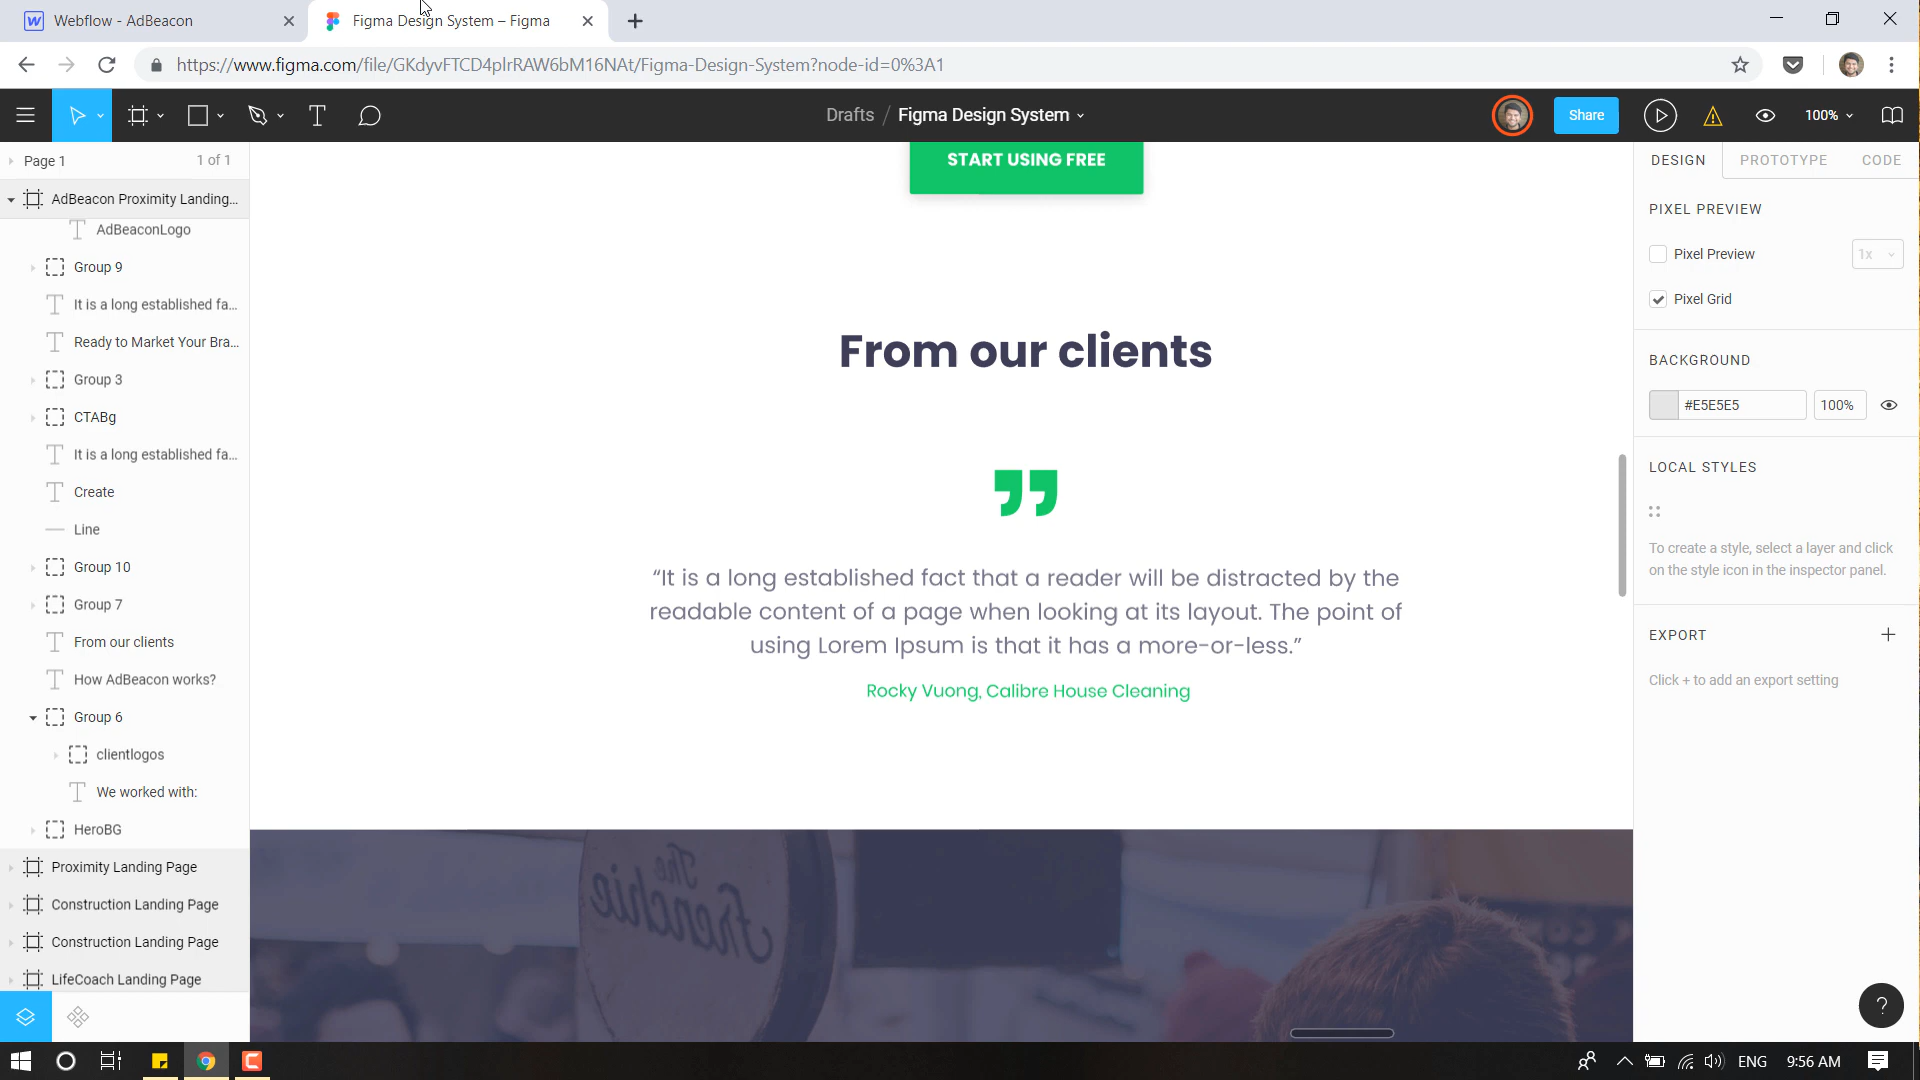 Webflow - AdBeacon
Figma Design System – Figma
https://www.figma.com/file/GKdyvFTCD4plrRAW6bM16NAt/Figma-Design-System?node-id=0%3A1
Drafts / Figma Design System
Share
100%
Page 1
1 of 1
AdBeacon Proximity Landing...
AdBeaconLogo
Group 9
It is a long established fa...
Ready to Market Your Bra...
Group 3
CTABg
It is a long established fa...
Create
Line
Group 10
Group 7
From our clients
How AdBeacon works?
Group 6
clientlogos
We worked with:
HeroBG
Proximity Landing Page
Construction Landing Page
Construction Landing Page
LifeCoach Landing Page
START USING FREE
From our clients
“It is a long established fact that a reader will be distracted by the
readable content of a page when looking at its layout. The point of
using Lorem Ipsum is that it has a more-or-less.”
Rocky Vuong, Calibre House Cleaning
The
Frenchie
DESIGN
PROTOTYPE
CODE
PIXEL PREVIEW
Pixel Preview
1x
Pixel Grid
BACKGROUND
#E5E5E5
100%
LOCAL STYLES
To create a style, select a layer and click
on the style icon in the inspector panel.
EXPORT
Click + to add an export setting
?
ENG
9:56 AM